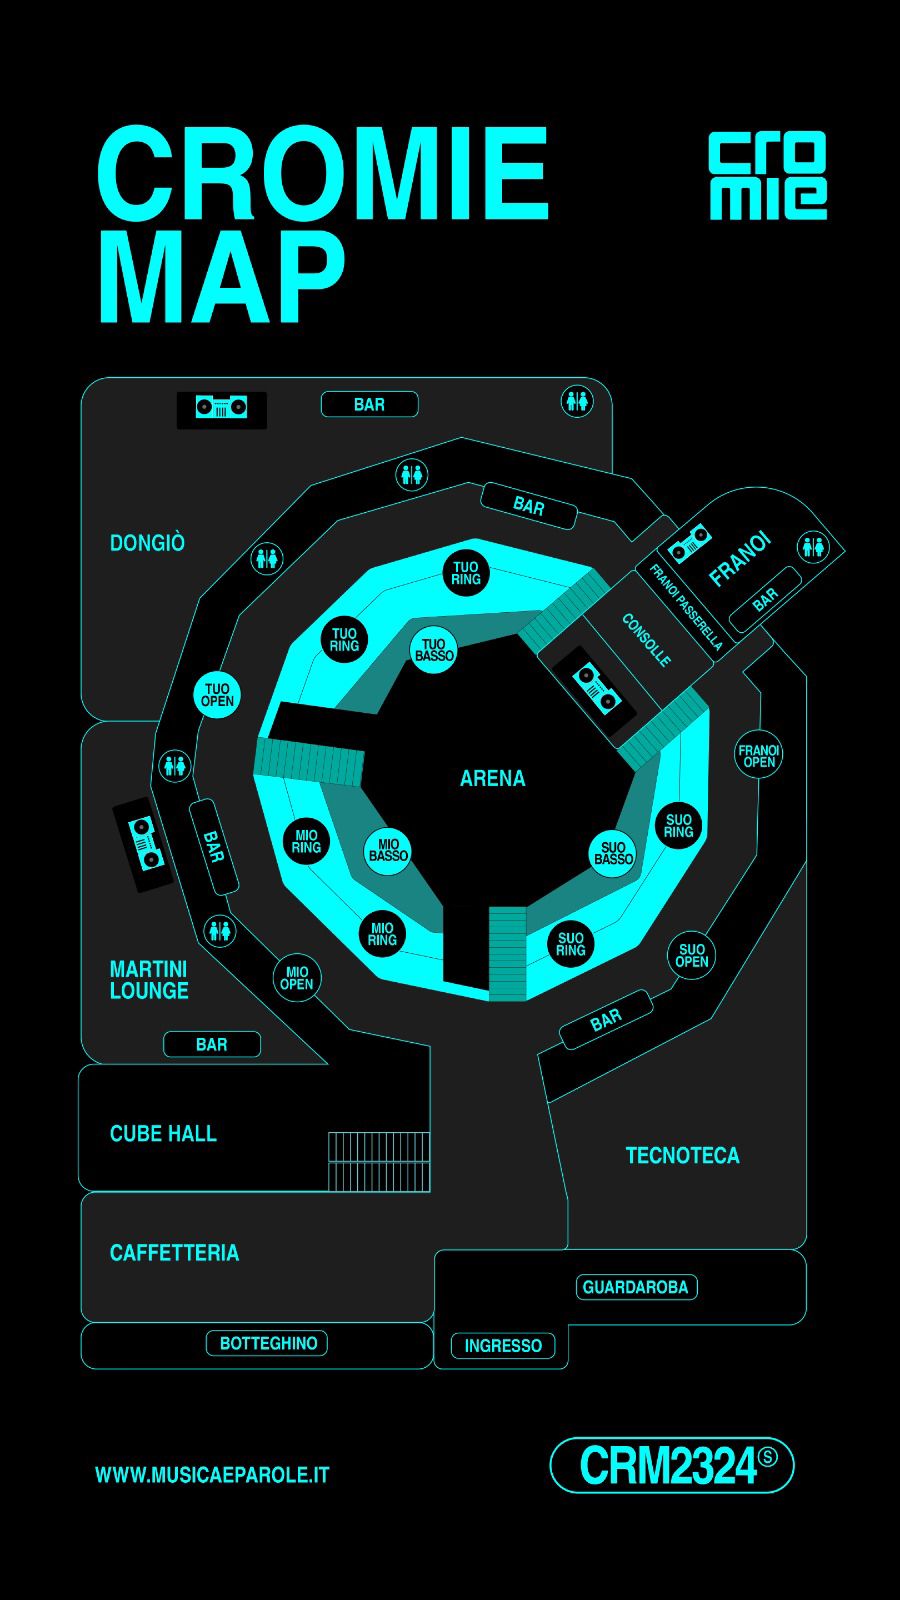 CROMIE
MAP
cro
mie
BAR
BAR
DONGIÒ
FRANOI
BAR
FRANOI PASSERELLA
CONSOLLE
TUO
RING
TUO
RING
TUO
BASSO
TUO
OPEN
ARENA
FRANOI
OPEN
BAR
MIO
RING
MIO
BASSO
SUO
RING
SUO
BASSO
MIO
RING
SUO
RING
SUO
OPEN
MARTINI
LOUNGE
MIO
OPEN
BAR
BAR
CUBE HALL
TECNOTECA
CAFFETTERIA
GUARDAROBA
BOTTEGHINO
INGRESSO
WWW.MUSICAEPAROLE.IT
CRM2324Ⓢ